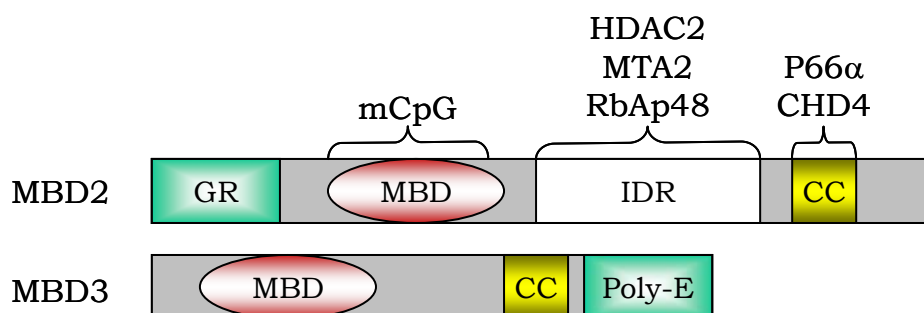 HDAC2
MTA2
RbAp48
P66α
CHD4
mCpG
MBD2
GR
MBD
IDR
CC
MBD3
MBD
CC
Poly-E